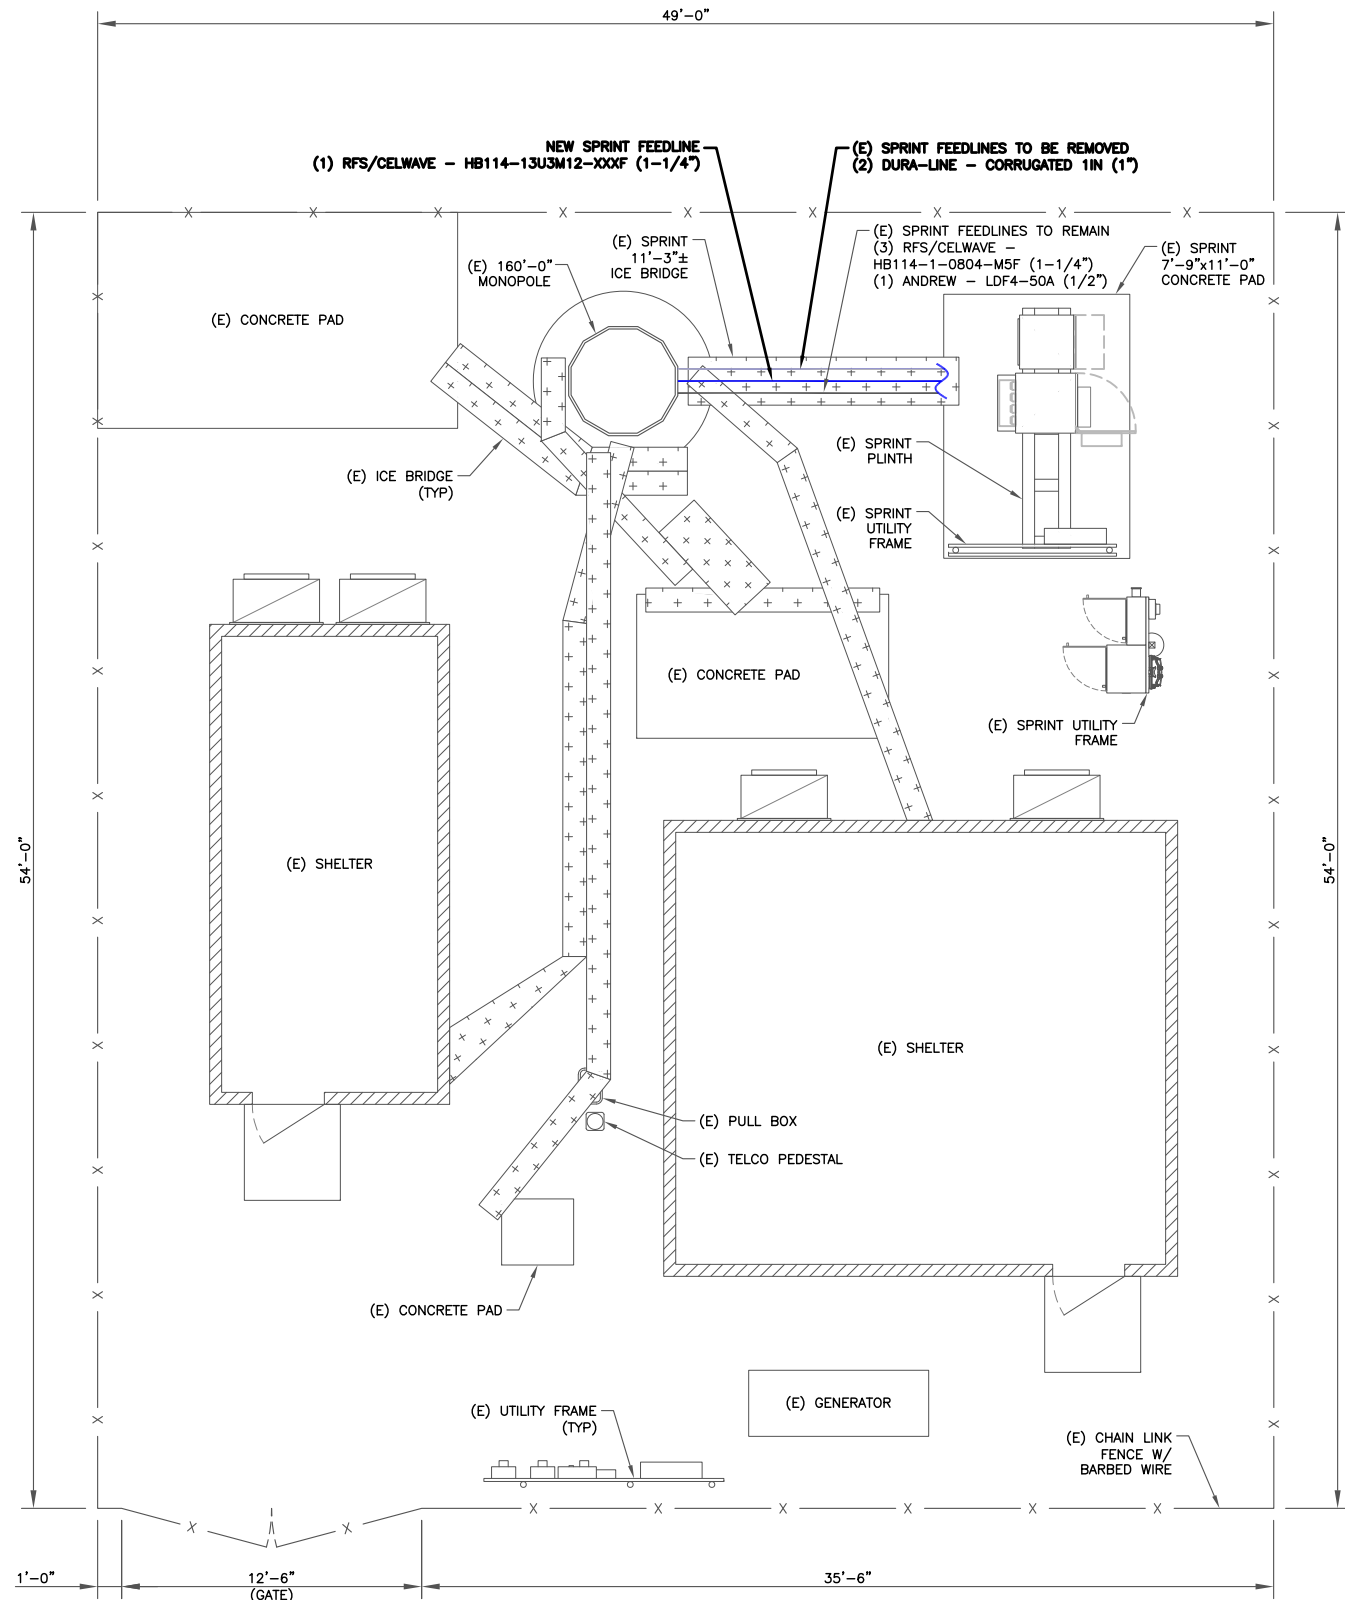 49'-0"
NEW SPRINT FEEDLINE
(1) RFS/CELWAVE - HB114-13U3M12-XXXF (1-1/4")
(E) SPRINT FEEDLINES TO BE REMOVED
(2) DURA-LINE - CORRUGATED 1IN (1")
(E) SPRINT
11'-3"±
ICE BRIDGE
(E) SPRINT FEEDLINES TO REMAIN
(3) RFS/CELWAVE -
HB114-1-0804-M5F (1-1/4")
(1) ANDREW - LDF4-50A (1/2")
(E) SPRINT
7'-9"x11'-0"
CONCRETE PAD
(E) 160'-0"
MONOPOLE
(E) CONCRETE PAD
(E) ICE BRIDGE
(TYP)
(E) SPRINT
PLINTH
(E) SPRINT
UTILITY
FRAME
(E) CONCRETE PAD
(E) SPRINT UTILITY
FRAME
54'-0"
(E) SHELTER
54'-0"
(E) SHELTER
(E) PULL BOX
(E) TELCO PEDESTAL
(E) CONCRETE PAD
(E) GENERATOR
(E) UTILITY FRAME
(TYP)
(E) CHAIN LINK
FENCE W/
BARBED WIRE
1'-0"
12'-6"
(GATE)
35'-6"